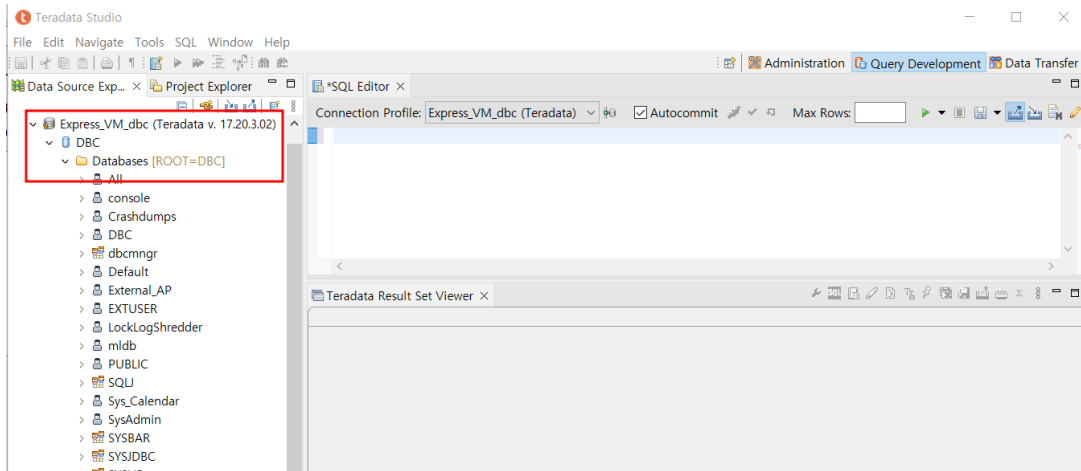 Teradata Studio
File Edit Navigate Tools SQL Window Help
Administration Query Development Data Transfer
Data Source Exp... Project Explorer
*SQL Editor
Connection Profile: Express_VM_dbc (Teradata) Autocommit Max Rows:
Express_VM_dbc (Teradata v. 17.20.3.02)
DBC
Databases [ROOT=DBC]
All
console
Crashdumps
DBC
dbcmngr
Default
External_AP
EXTUSER
LockLogShredder
mldb
PUBLIC
SQLJ
Sys_Calendar
SysAdmin
SYSBAR
SYSJDBC
Teradata Result Set Viewer